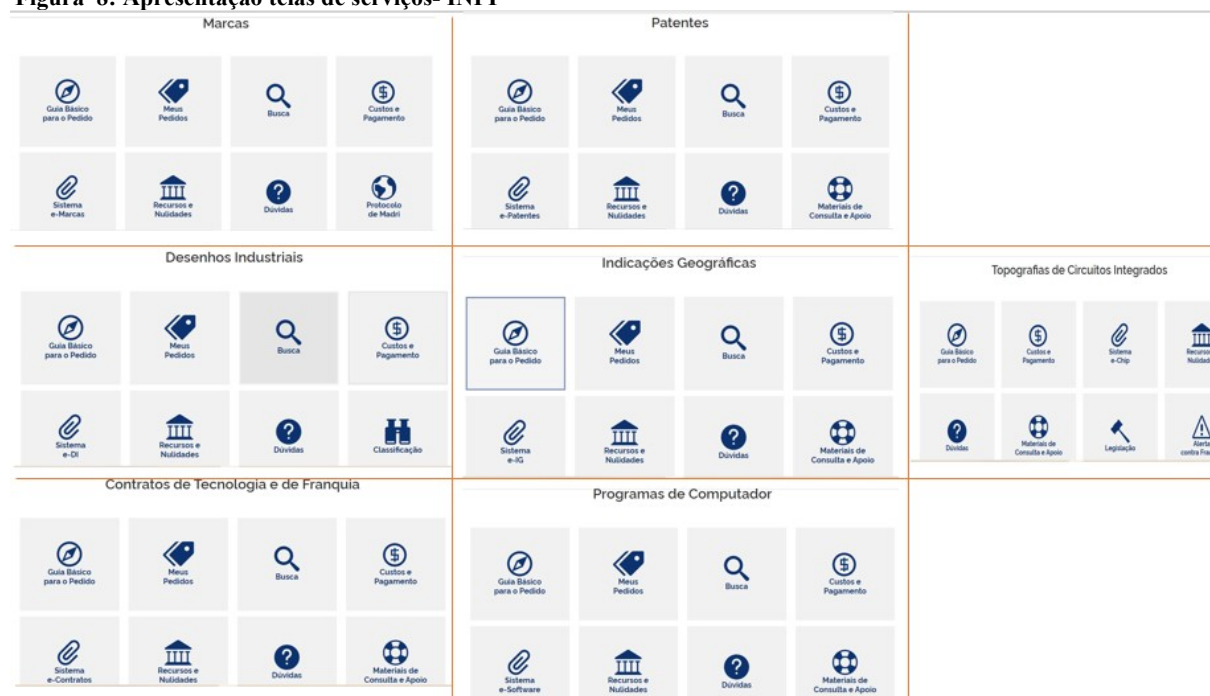 Figura 8: Apresentação telas de serviços- INPI
Marcas
Guia Básico
para o Pedido
Meus
Pedidos
Busca
Custos e
Pagamento
Sistema
e-Marcas
Recursos e
Nulidades
Dúvidas
Protocolo
de Madri
Patentes
Guia Básico
para o Pedido
Meus
Pedidos
Busca
Custos e
Pagamento
Sistema
e-Patentes
Recursos e
Nulidades
Dúvidas
Materiais de
Consulta e Apoio
Desenhos Industriais
Guia Básico
para o Pedido
Meus
Pedidos
Busca
Custos e
Pagamento
Sistema
e-DI
Recursos e
Nulidades
Dúvidas
Classificação
Indicações Geográficas
Guia Básico
para o Pedido
Meus
Pedidos
Busca
Custos e
Pagamento
Sistema
e-IG
Recursos e
Nulidades
Dúvidas
Materiais de
Consulta e Apoio
Topografias de Circuitos Integrados
Guia Básico
para o Pedido
Custos e
Pagamento
Sistema
e-Chip
Dúvidas
Materiais de
Consulta e Apoio
Legislação
Alerta
contra
Contratos de Tecnologia e de Franquia
Guia Básico
para o Pedido
Meus
Pedidos
Busca
Custos e
Pagamento
Sistema
e-Contratos
Recursos e
Nulidades
Dúvidas
Materiais de
Consulta e Apoio
Programas de Computador
Guia Básico
para o Pedido
Meus
Pedidos
Busca
Custos e
Pagamento
Sistema
e-Software
Recursos e
Nulidades
Dúvidas
Materiais de
Consulta e Apoio